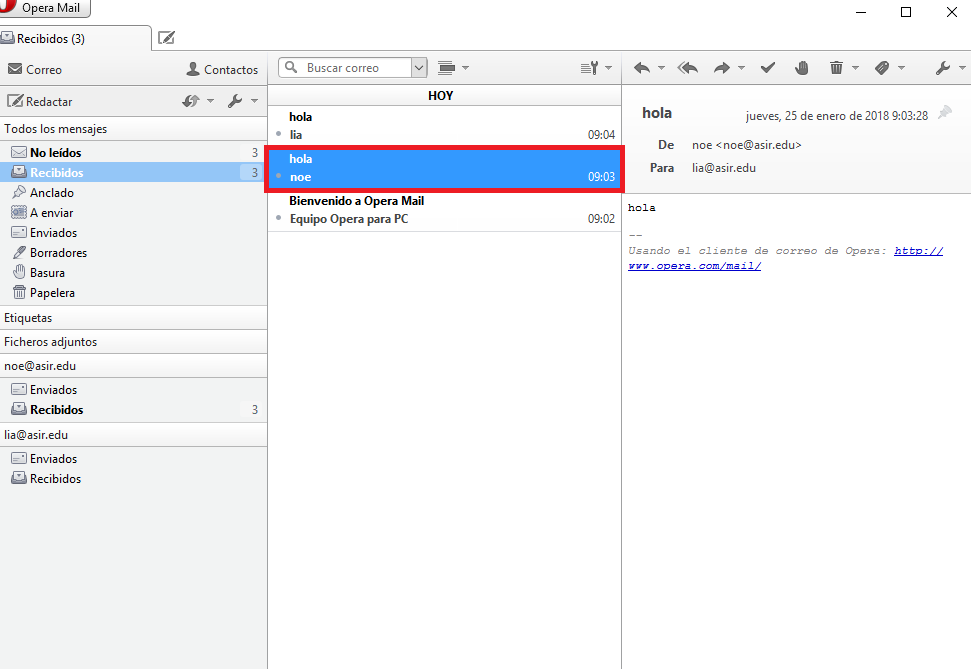 Opera Mail
Recibidos (3)
Correo
Contactos
Redactar
Todos los mensajes
No leídos 3
Recibidos 3
Anclado
A enviar
Enviados
Borradores
Basura
Papelera
Etiquetas
Ficheros adjuntos
noe@asir.edu
Enviados
Recibidos 3
lia@asir.edu
Enviados
Recibidos
Buscar correo
HOY
hola
lia 09:04
hola
noe 09:03
Bienvenido a Opera Mail
Equipo Opera para PC 09:02
hola jueves, 25 de enero de 2018 9:03:28
De noe <noe@asir.edu>
Para lia@asir.edu
hola
--
Usando el cliente de correo de Opera: http://
www.opera.com/mail/